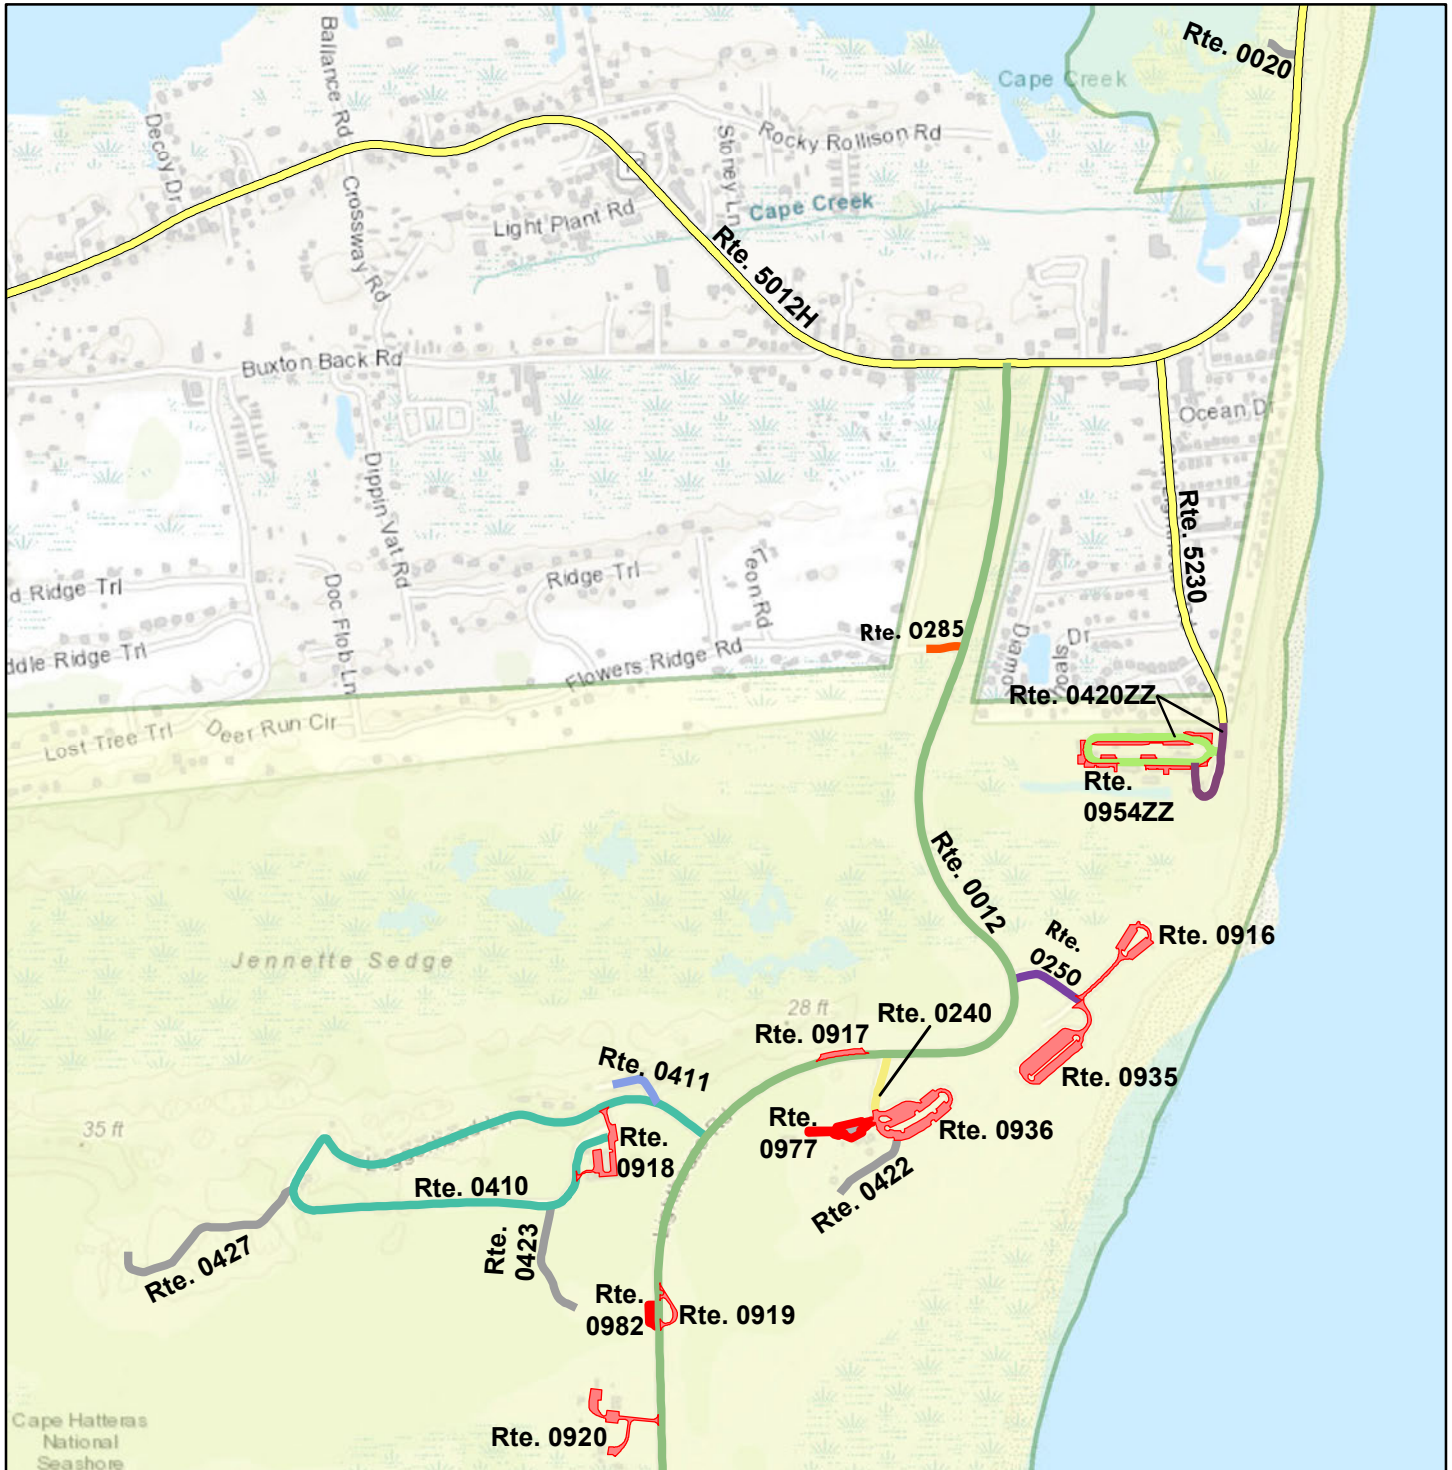 Rte. 0020
Cape Creek
Ballance Rd
Decoy Dr
Rocky Rollison Rd
Stoney Ln
Crossway Rd
Light Plant Rd
Cape Creek
Rte. 5012H
Buxton Back Rd
Ocean Dr
Dippin Vat Rd
Rte. 5230
Ridge Trl
Teon Rd
d Ridge Trl
Doc Flob Ln
Rte. 0285
Flowers Ridge Rd
ddle Ridge Trl
Dr
Rte. 0420ZZ
Lost Tree Trl
Deer Run Cir
Rte.
0954ZZ
Rte. 0012
Rte. 0916
Rte.
0250
Jennette Sedge
28 ft
Rte. 0240
Rte. 0917
Rte. 0411
Rte. 0935
35 ft
Rte.
0977
Rte. 0936
Rte.
0918
Rte. 0410
Rte. 0422
Rte.
0423
Rte. 0427
Rte.
0982
Rte. 0919
Rte. 0920
Cape Hatteras
National
Seashore